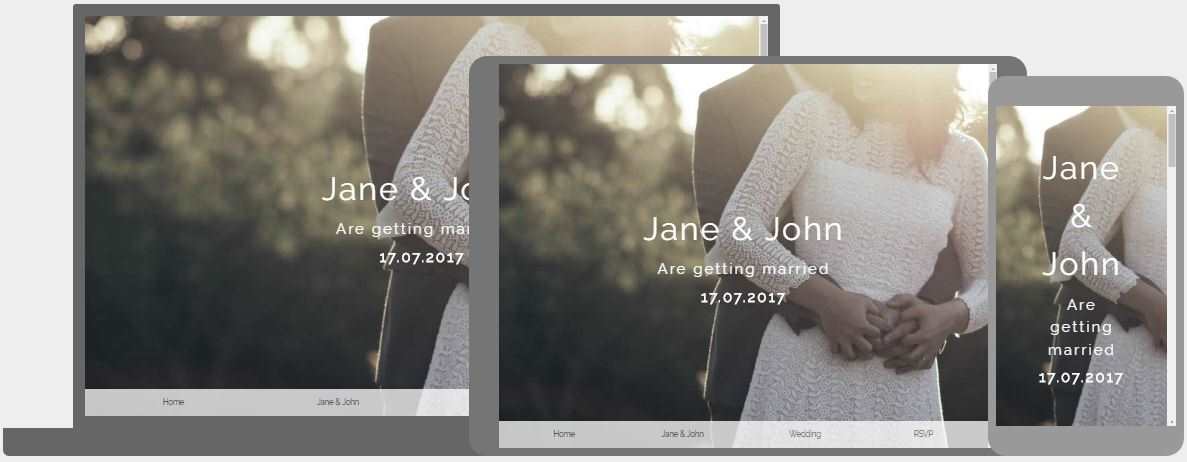 Jane & Jo
Are getting mar
17.07.2017
Home
Jane & John
Jane & John
Are getting married
17.07.2017
Home
Jane & John
Wedding
RSVP
Jane
&
John
Are
getting
married
17.07.2017